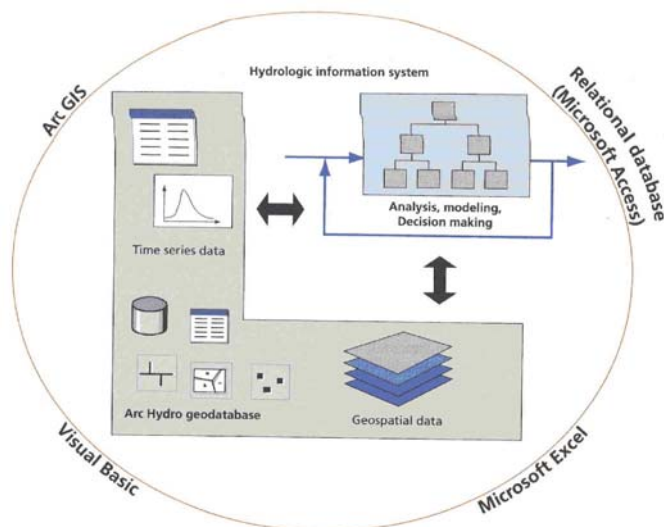 Hydrologic information system
Arc GIS
Relational database
(Microsoft Access)
Analysis, modeling,
Decision making
Time series data
Arc Hydro geodatabase
Geospatial data
Visual Basic
Microsoft Excel